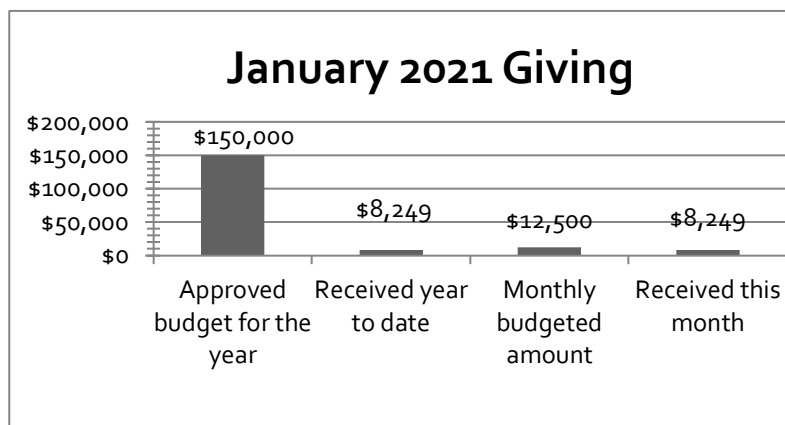 January 2021 Giving
$200,000
$150,000
$100,000
$50,000
$0
$150,000
$8,249
$12,500
$8,249
Approved
budget for the
year
Received year
to date
Monthly
budgeted
amount
Received this
month